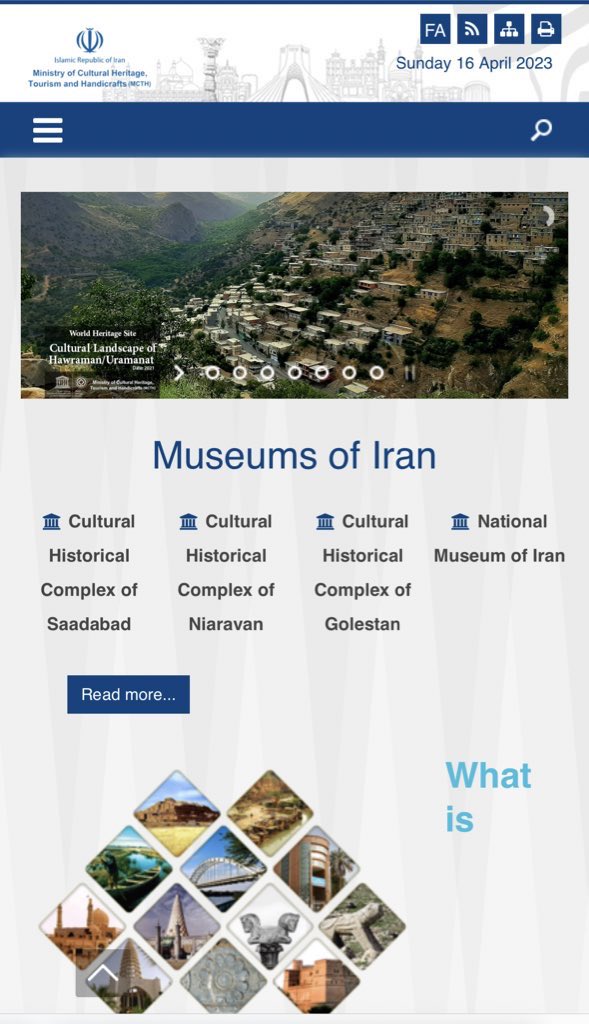 FA
Islamic Republic of Iran
Ministry of Cultural Heritage,
Tourism and Handicrafts (MCTH)
Sunday 16 April 2023
World Heritage Site
Cultural Landscape of
Hawraman/Uramanat
Date: 2021
Ministry of Cultural Heritage,
Tourism and Handicrafts (MCTH)
Museums of Iran
Cultural
Historical
Complex of
Saadabad
Cultural
Historical
Complex of
Niaravan
Cultural
Historical
Complex of
Golestan
National
Museum of Iran
Read more...
What
is